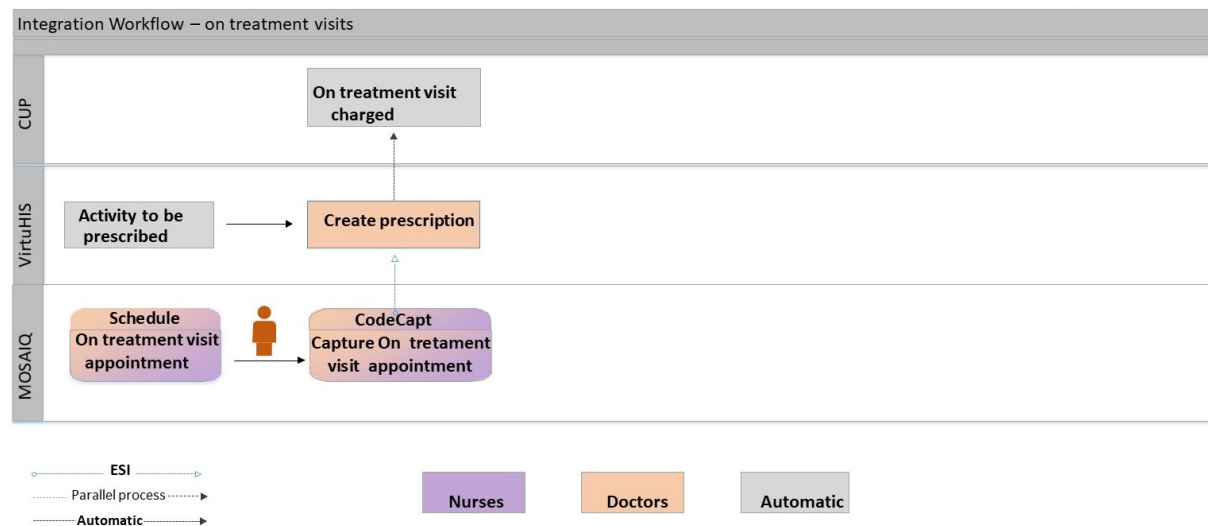 Integration Workflow – on treatment visits
CUP
On treatment visit
charged
VirtuHIS
Activity to be
prescribed
Create prescription
MOSAIQ
Schedule
On treatment visit
appointment
CodeCapt
Capture On tretament
visit appointment
ESI
Parallel process
Automatic
Nurses
Doctors
Automatic